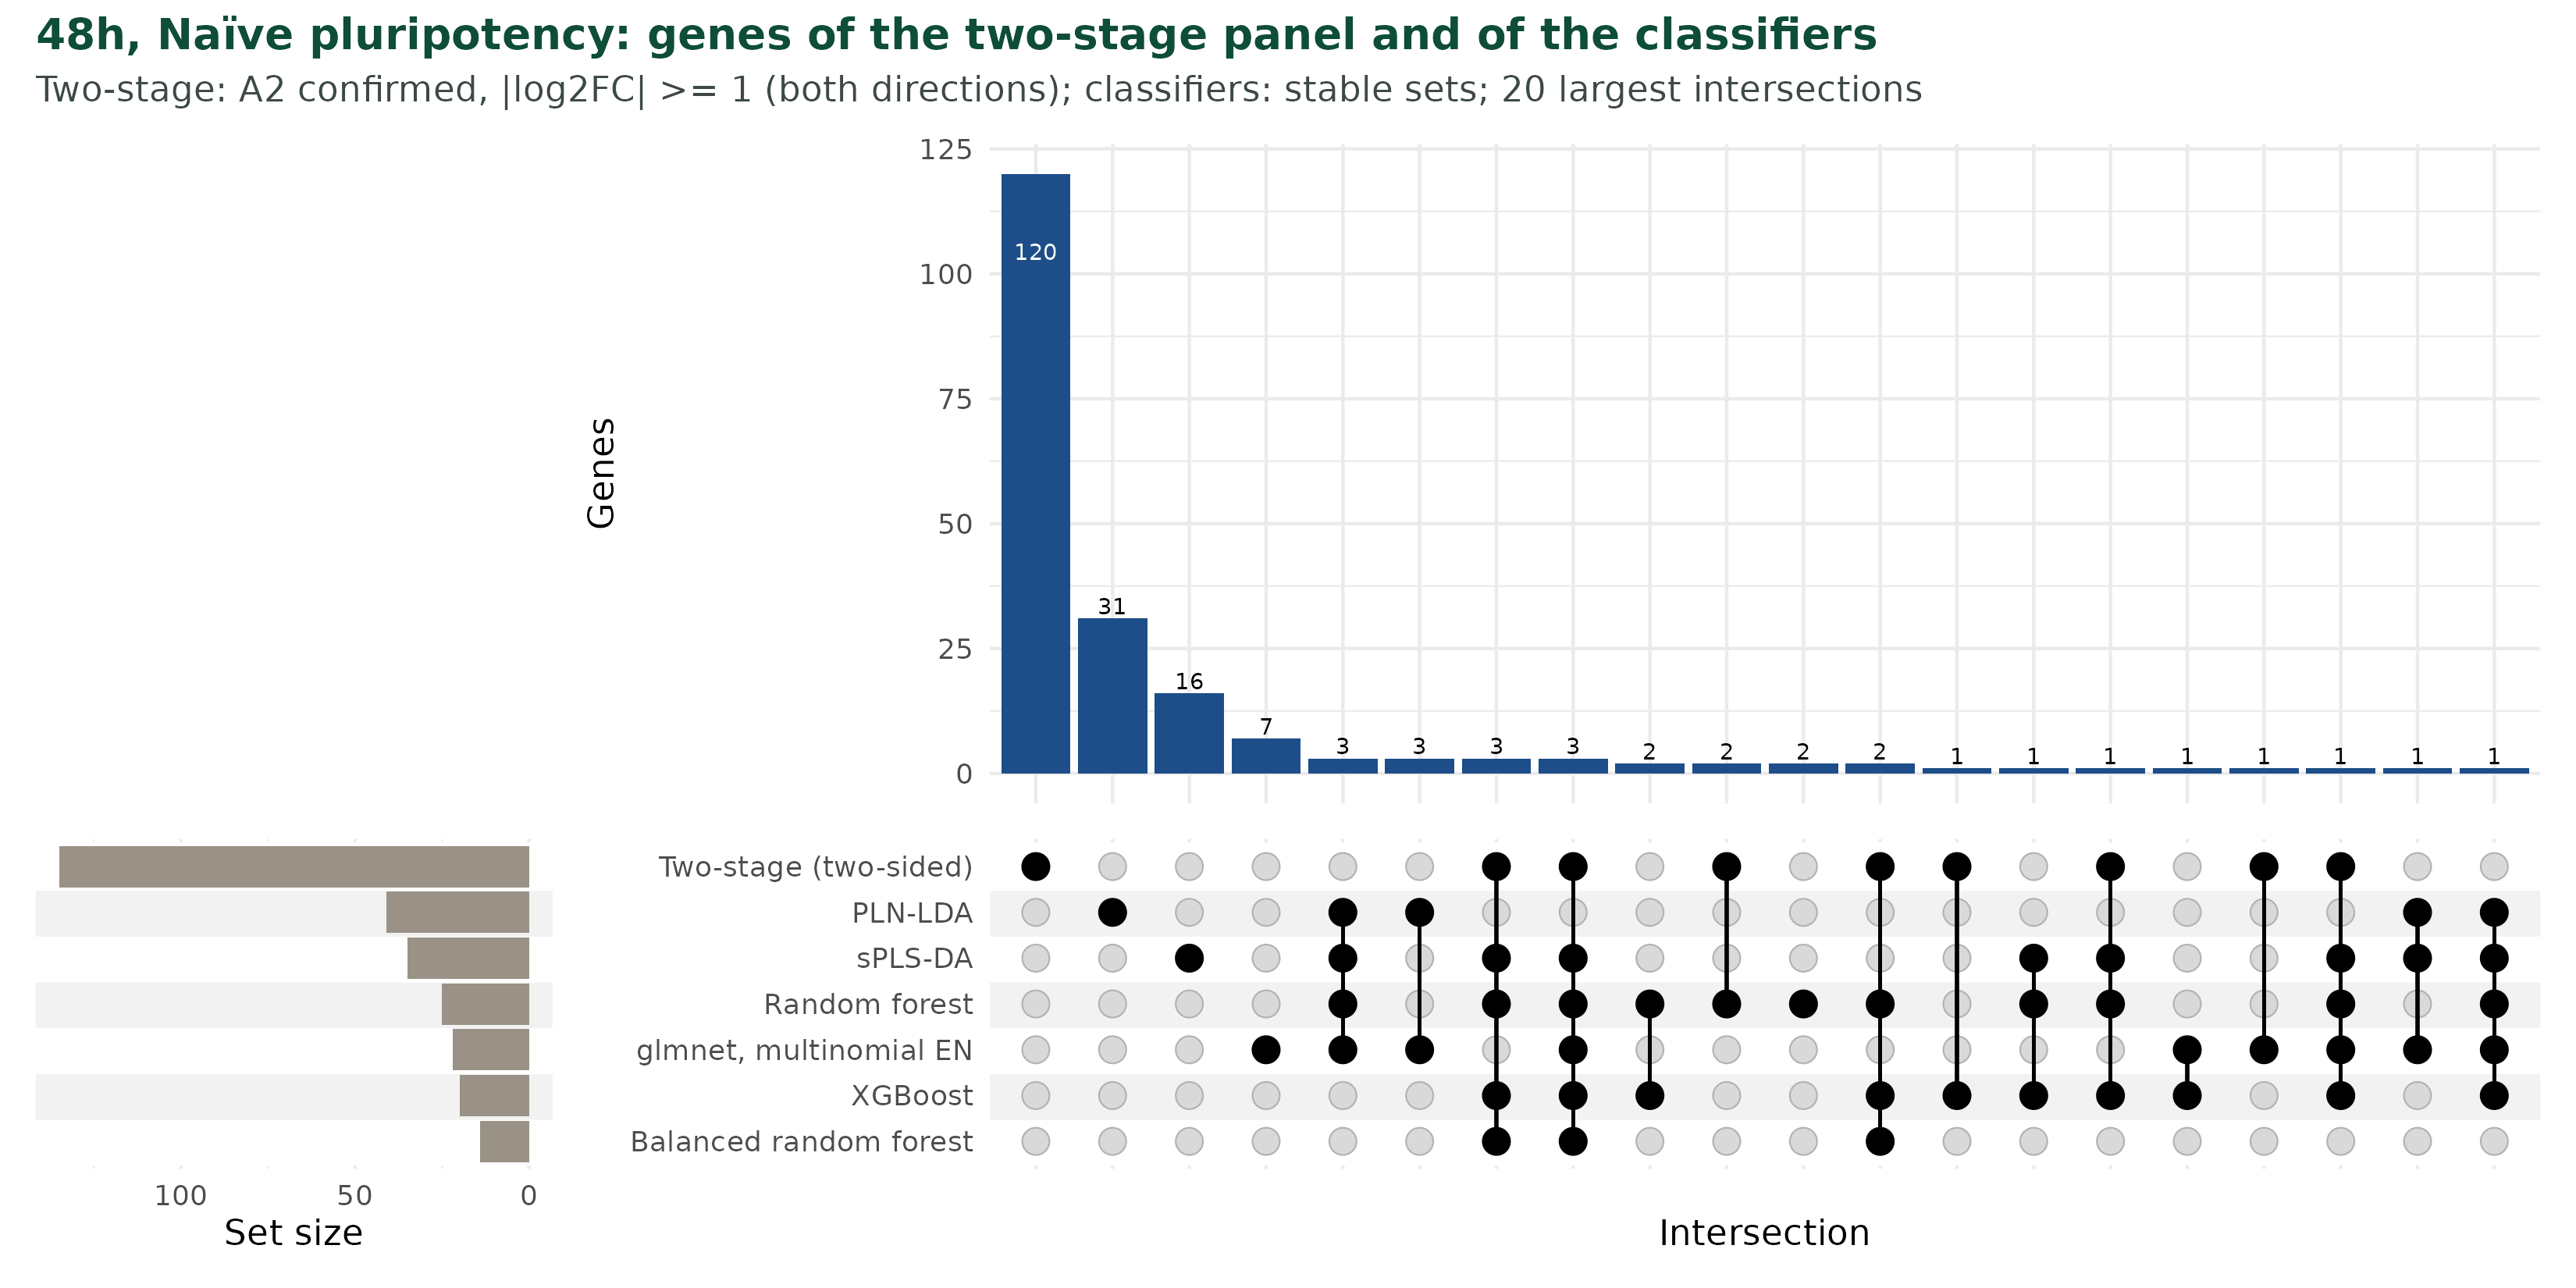 48h, Naïve pluripotency: genes of the two-stage panel and of the classifiers
Two-stage: A2 confirmed, |log2FC| >= 1 (both directions); classifiers: stable sets; 20 largest intersections
Genes
125
100
75
50
25
0
120
31
16
7
3
3
3
3
2
2
2
2
1
1
1
1
1
1
1
1
Two-stage (two-sided)
PLN-LDA
sPLS-DA
Random forest
glmnet, multinomial EN
XGBoost
Balanced random forest
100 50 0
Set size
Intersection